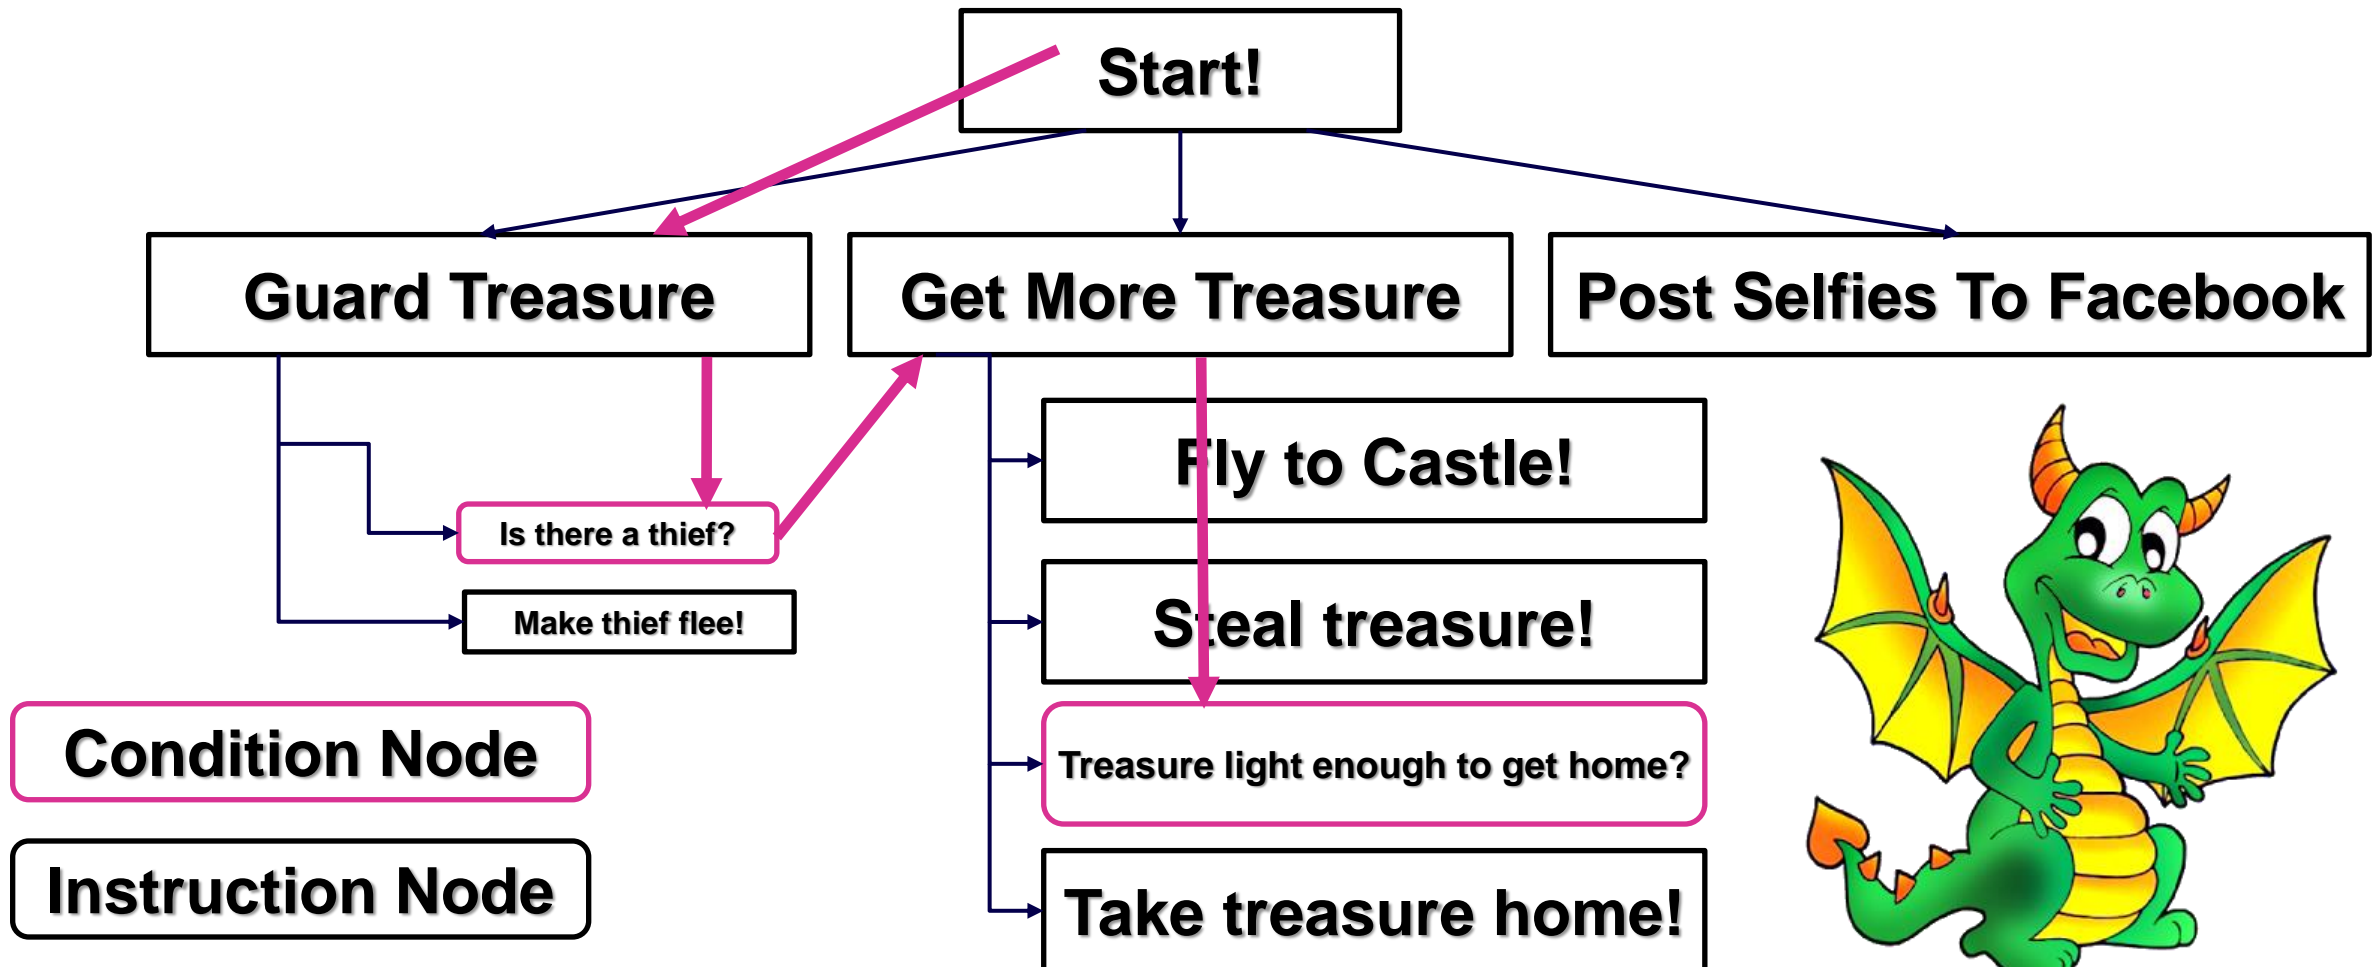 Start!
Guard Treasure
Get More Treasure
Post Selfies To Facebook
Is there a thief?
Make thief flee!
Fly to Castle!
Steal treasure!
Treasure light enough to get home?
Take treasure home!
Condition Node
Instruction Node